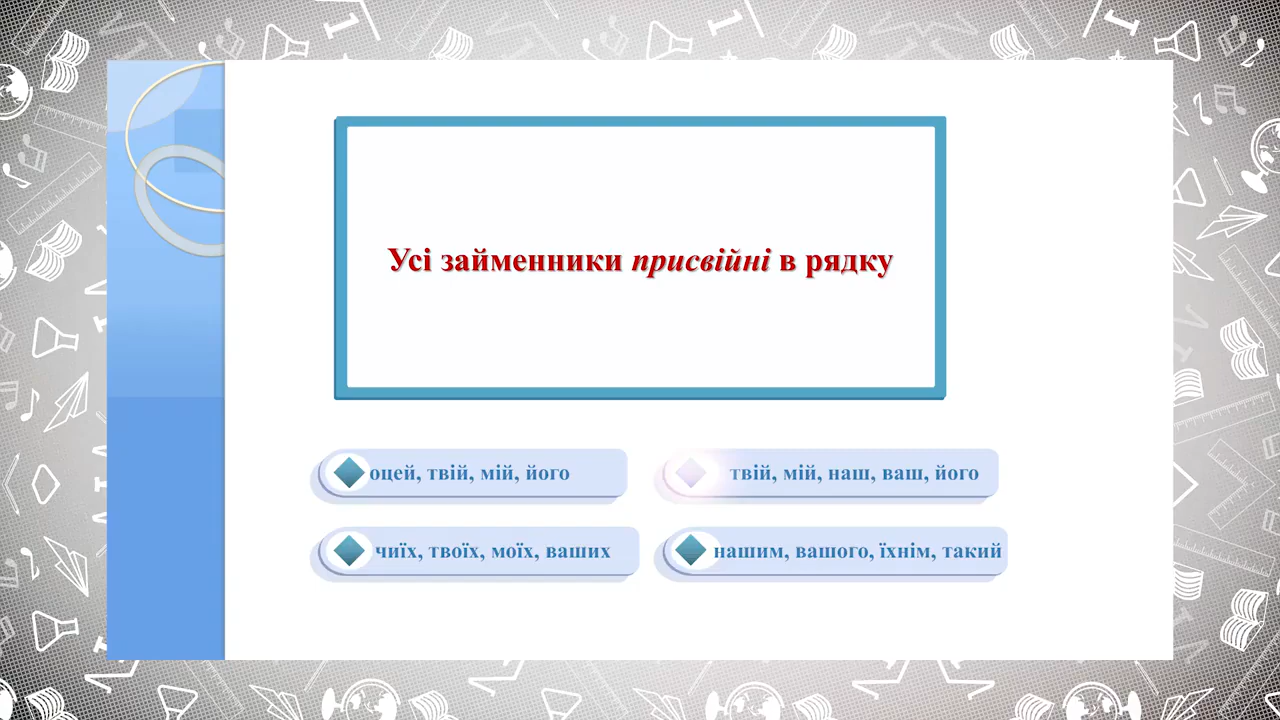 Усі займенники присвійні в рядку
оцей, твій, мій, його
твій, мій, наш, ваш, його
чиїх, твоїх, моїх, ваших
нашим, вашого, їхнім, такий